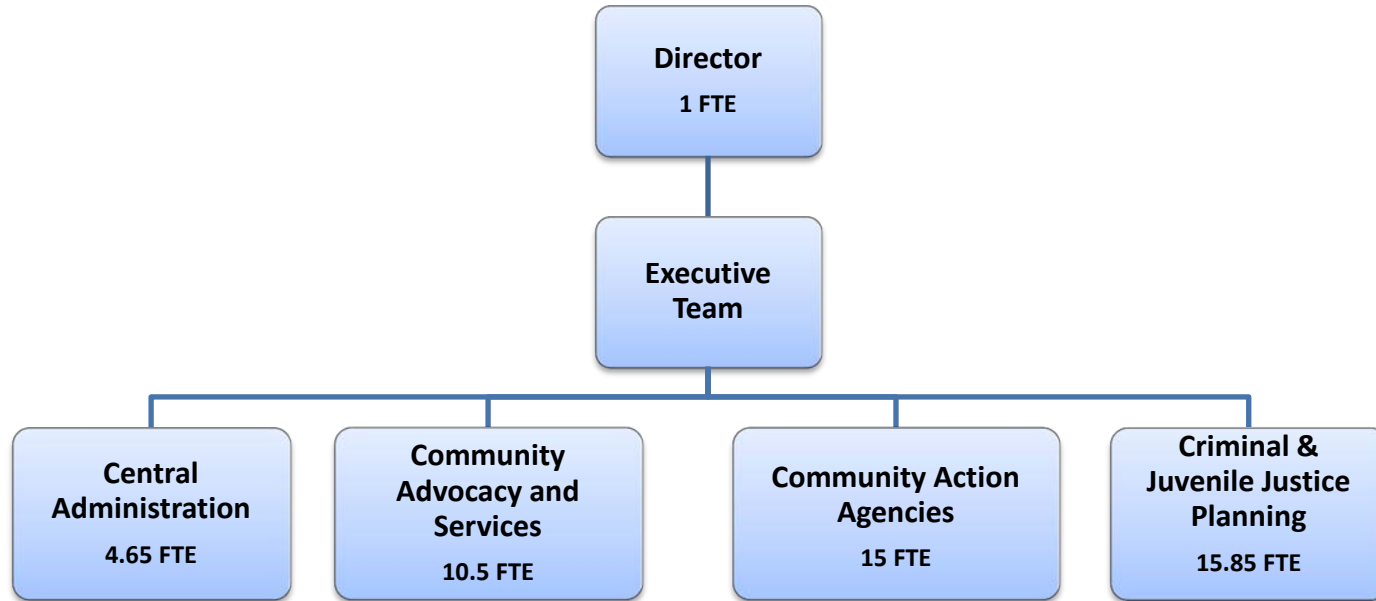 Director
1 FTE
Executive
Team
Central
Administration
4.65 FTE
Community
Advocacy and
Services
10.5 FTE
Community Action
Agencies
15 FTE
Criminal &
Juvenile Justice
Planning
15.85 FTE